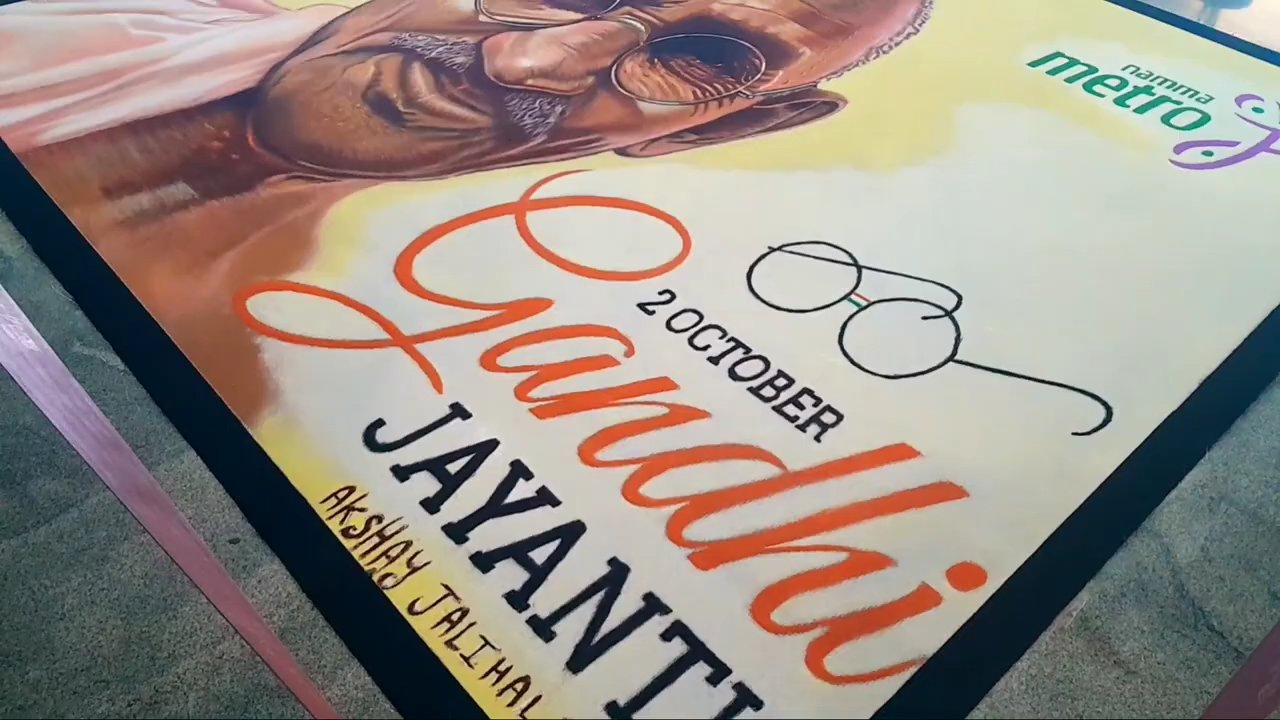 namma
metro
2 OCTOBER
Gandhi
JAYANTI
AKSHAY JALIHAL